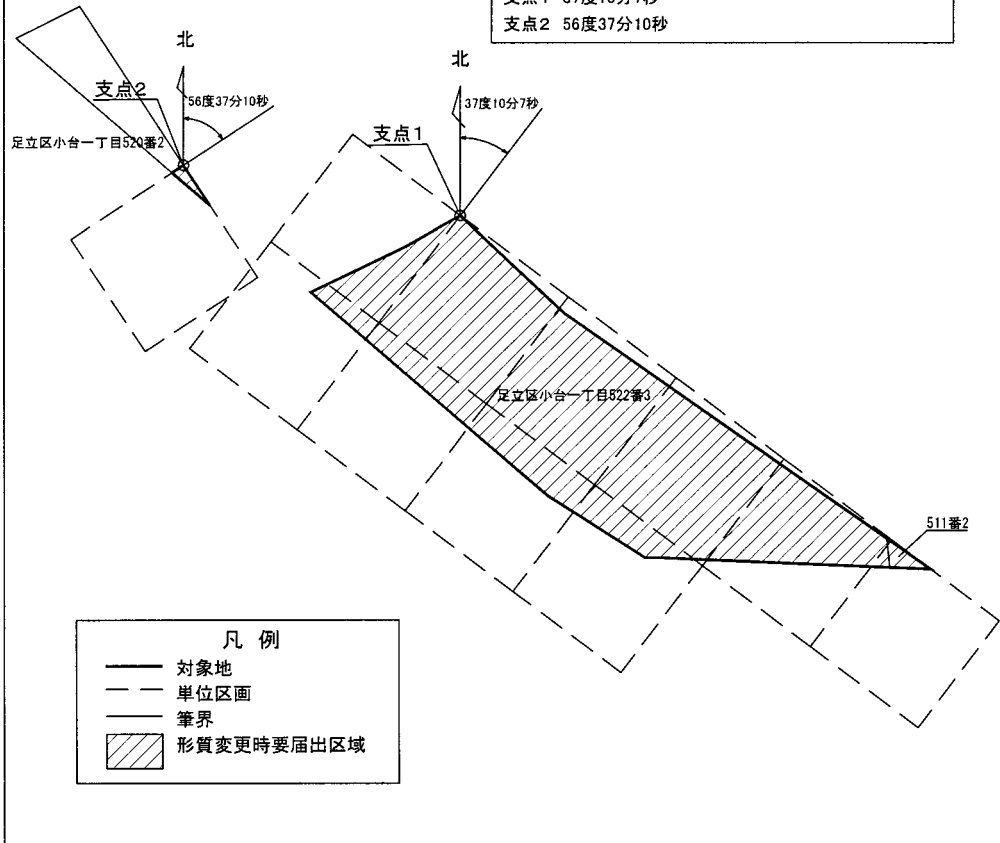 支点2 56度37分10秒
北
北
支点2
56度37分10秒
37度10分7秒
支点1
足立区小台一丁目520番2
足立区小台一丁目522番3
511番2
凡 例
対象地
単位区画
筆界
形質変更時要届出区域